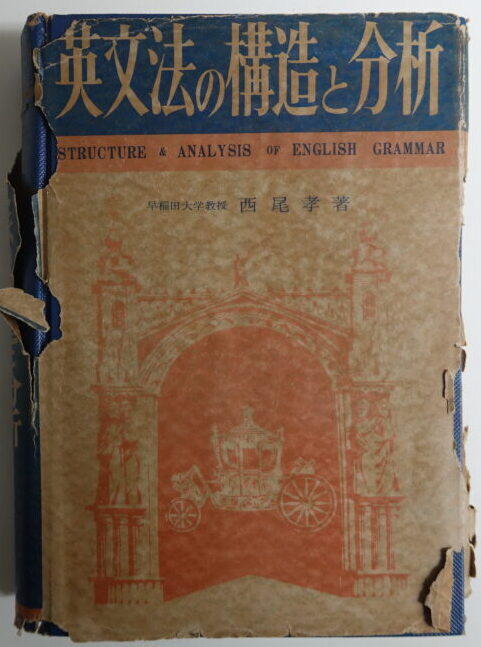 英文法の構造と分析
STRUCTURE & ANALYSIS OF ENGLISH GRAMMAR
早稲田大学教授 西尾孝著